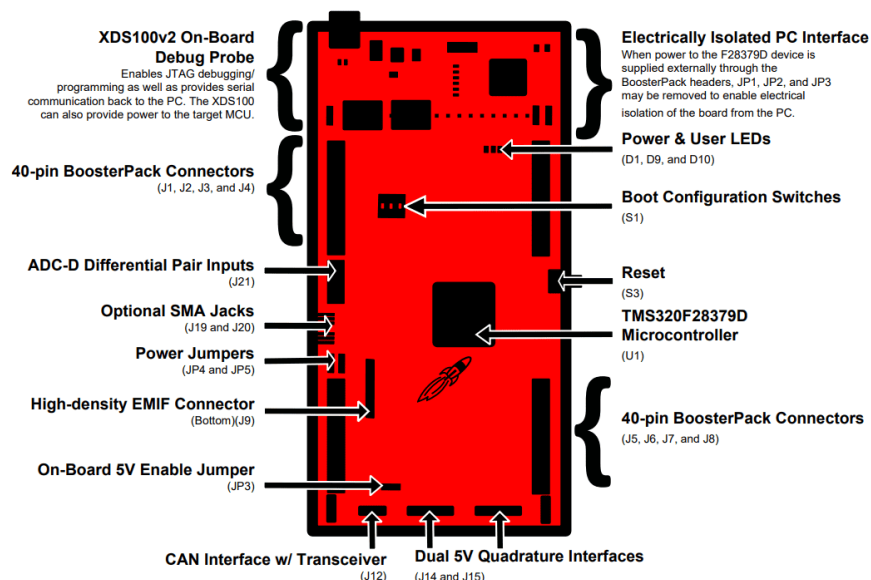 XDS100v2 On-Board
Debug Probe
Enables JTAG debugging/
programming as well as provides serial
communication back to the PC. The XDS100
can also provide power to the target MCU.
40-pin BoosterPack Connectors
(J1, J2, J3, and J4)
ADC-D Differential Pair Inputs
(J21)
Optional SMA Jacks
(J19 and J20)
Power Jumpers
(JP4 and JP5)
High-density EMIF Connector
(Bottom)(J9)
On-Board 5V Enable Jumper
(JP3)
CAN Interface w/ Transceiver
(J12)
Dual 5V Quadrature Interfaces
(J14 and J15)
Electrically Isolated PC Interface
When power to the F28379D device is
supplied externally through the
BoosterPack headers, JP1, JP2, and JP3
may be removed to enable electrical
isolation of the board from the PC.
Power & User LEDs
(D1, D9, and D10)
Boot Configuration Switches
(S1)
Reset
(S3)
TMS320F28379D
Microcontroller
(U1)
40-pin BoosterPack Connectors
(J5, J6, J7, and J8)